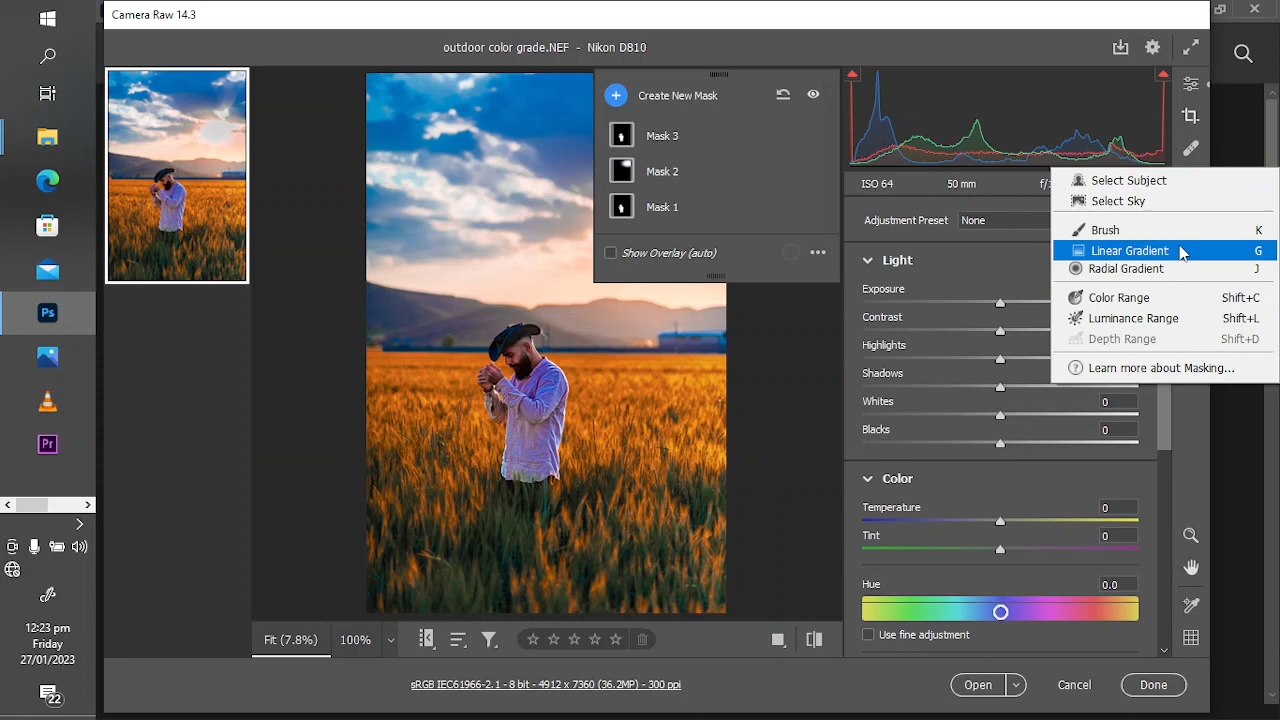 Camera Raw 14.3
outdoor color grade.NEF - Nikon D810
Create New Mask
Mask 3
Mask 2
Mask 1
Show Overlay (auto)
ISO 64
50 mm
f/
Adjustment Preset
None
Light
Exposure
Contrast
Highlights
Shadows
Whites
0
Blacks
0
Color
Temperature
0
Tint
0
Hue
0.0
Use fine adjustment
Select Subject
Select Sky
Brush K
Linear Gradient G
Radial Gradient J
Color Range Shift+C
Luminance Range Shift+L
Depth Range Shift+D
? Learn more about Masking...
Ps
Pr
12:23 pm
Friday
27/01/2023
22
Fit (7.8%)
100%
sRGB IEC61966-2.1 - 8 bit - 4912 x 7360 (36.2MP) - 300 ppi
Open
Cancel
Done